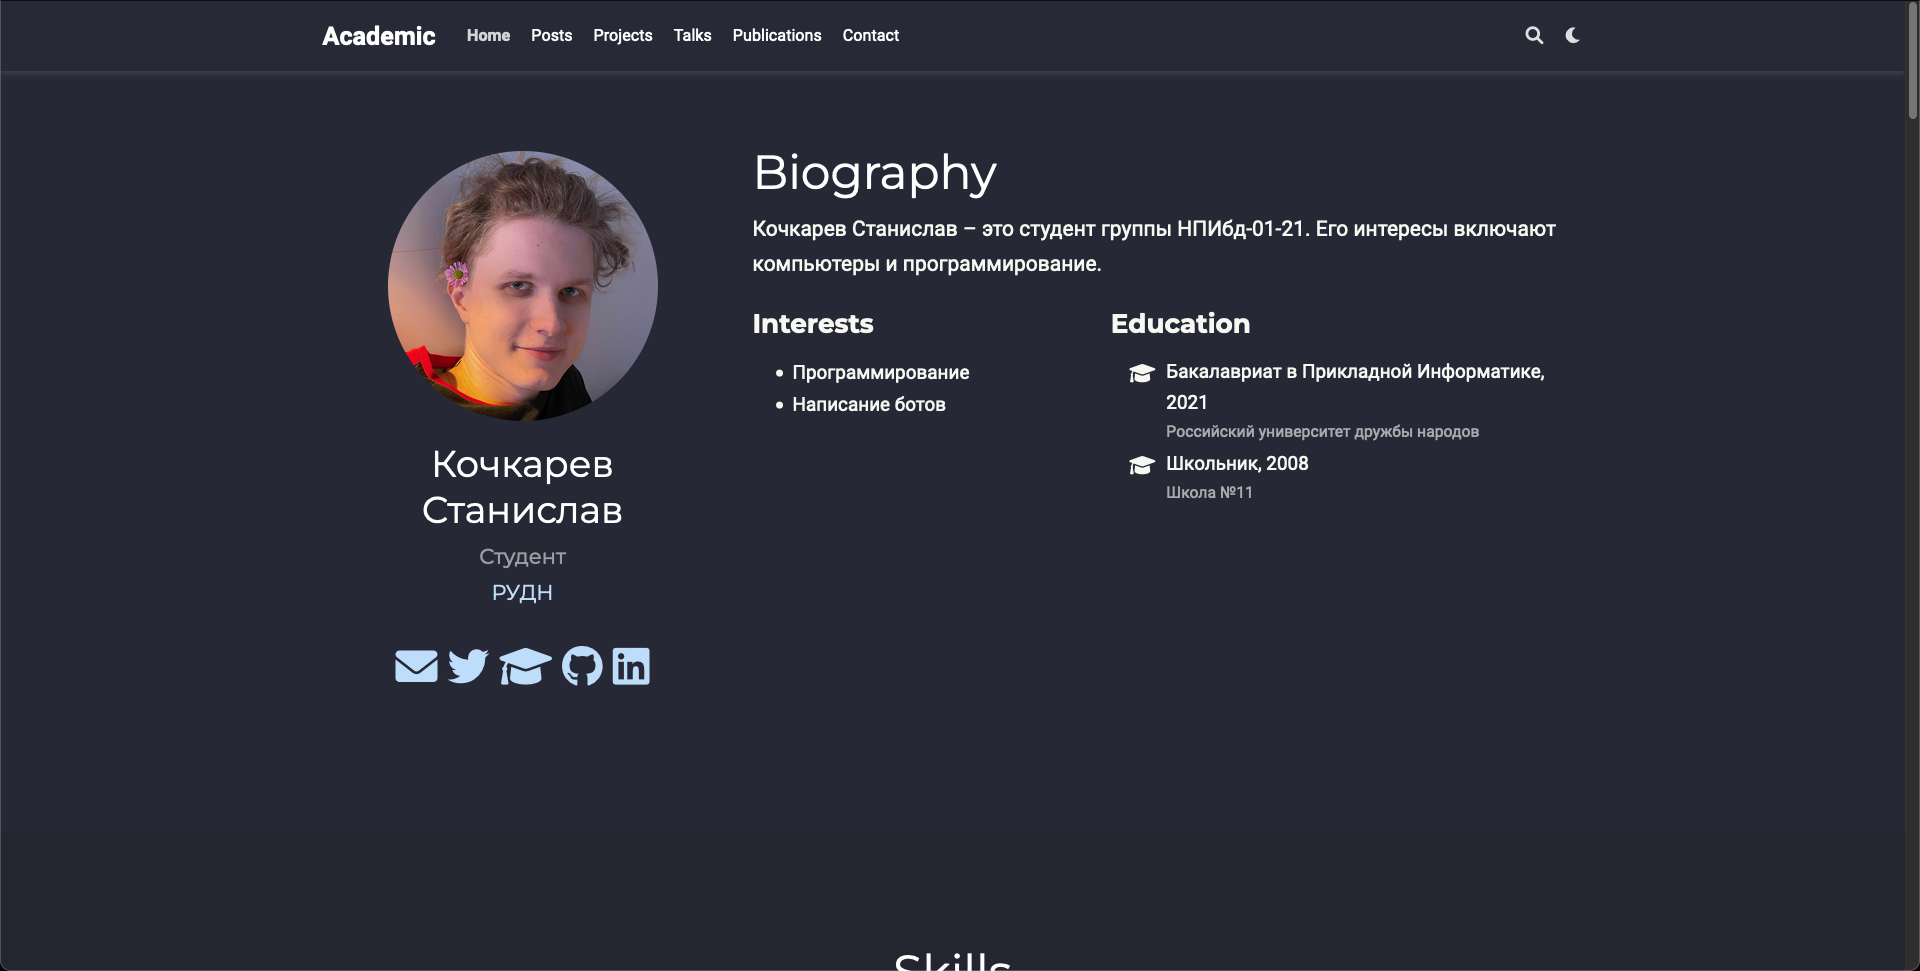 Academic Home Posts Projects Talks Publications Contact
Biography
Кочкарев Станислав – это студент группы НПИбд-01-21. Его интересы включают
компьютеры и программирование.
Interests
Программирование
Написание ботов
Education
Бакалавриат в Прикладной Информатике,
2021
Российский университет дружбы народов
Школьник, 2008
Школа №11
Кочкарев
Станислав
Студент
РУДН
Skills